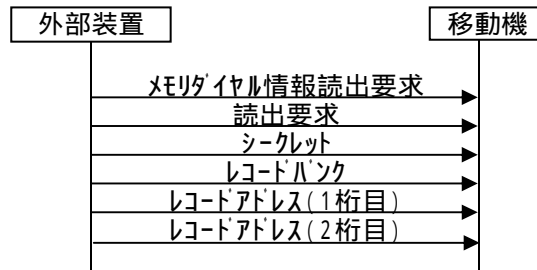 外部装置
移動機
ﾒﾓﾘﾀﾞｲﾔﾙ情報読出要求
読出要求
ｼｰｸﾚｯﾄ
ﾚｺｰﾄﾞﾊﾞﾝｸ
ﾚｺｰﾄﾞｱﾄﾞﾚｽ(1桁目)
ﾚｺｰﾄﾞｱﾄﾞﾚｽ(2桁目)